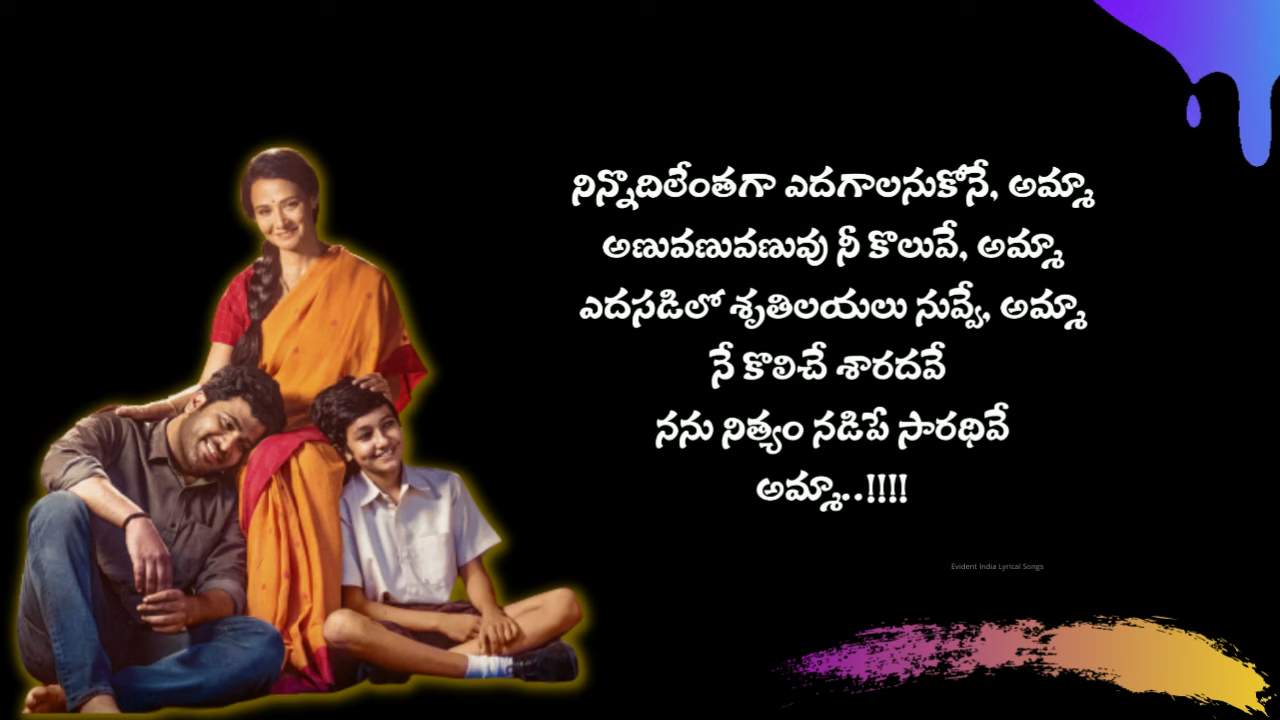 నిన్నొదిలేంతగా ఎదగాలనుకోనే, అమ్మా
అణువణువణువు నీ కొలువే, అమ్మా
ఎదసడిలో శృతిలయలు నువ్వే, అమ్మా
నే కొలిచే శారదవే
నను నిత్యం నడిపే సారథివే
అమ్మా..!!!!
Evident India Lyrical Songs